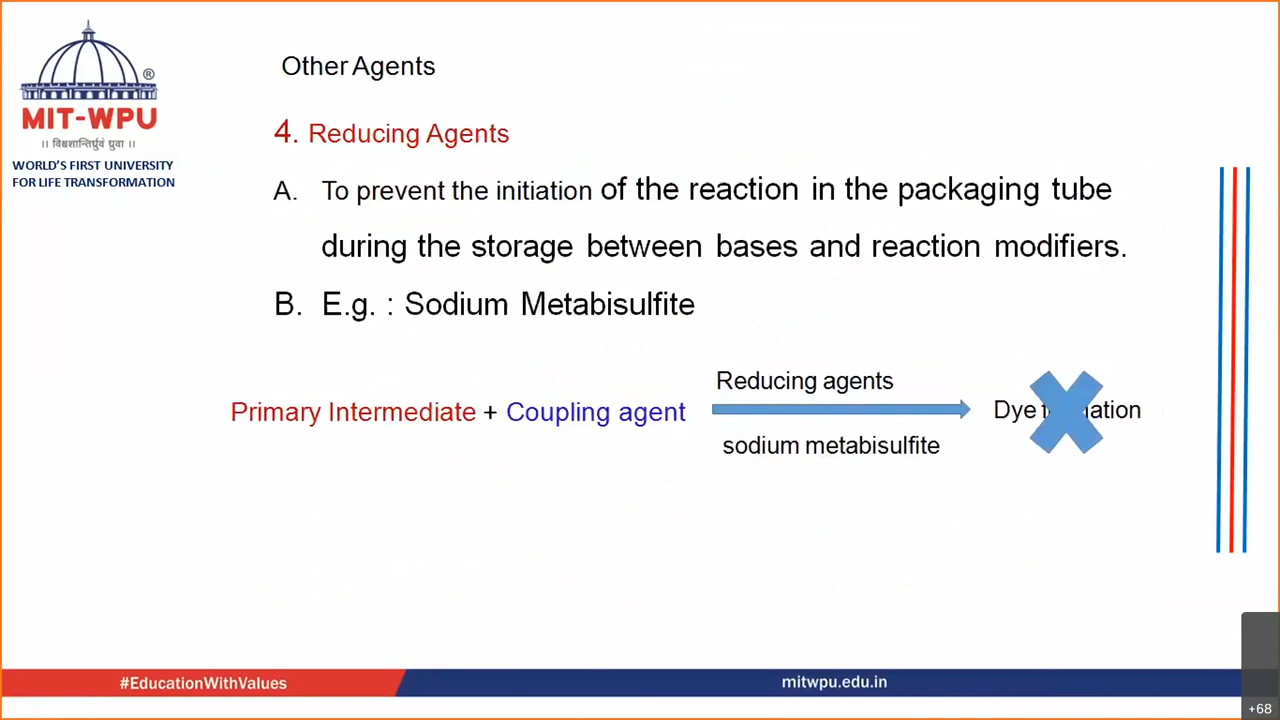 Other Agents
®
MIT-WPU
।। विश्वशान्तिर्ध्रुवं ध्रुवा ।।
WORLD'S FIRST UNIVERSITY
FOR LIFE TRANSFORMATION
4. Reducing Agents
A. To prevent the initiation of the reaction in the packaging tube
during the storage between bases and reaction modifiers.
B. E.g. : Sodium Metabisulfite
Reducing agents
Primary Intermediate + Coupling agent
Dye
sodium metabisulfite
#EducationWithValues
mitwpu.edu.in
+68